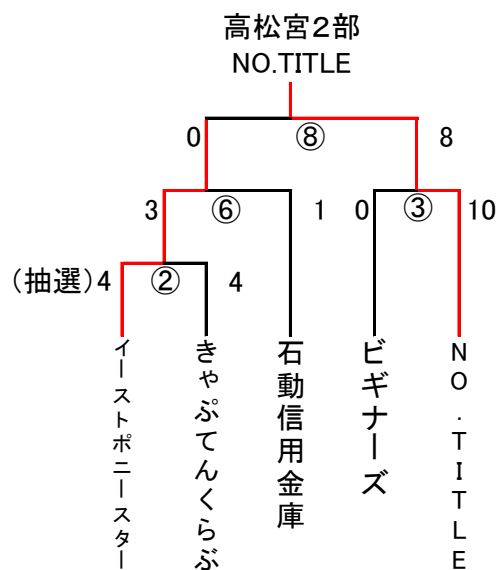 高松宮2部
NO.TITLE
0 ⑧ 8
3 ⑥ 1 0 ③ 10
(抽選)4 ② 4
イーストポニースター
きゃぷてんくらぶ
石動信用金庫
ビギナーズ
NO.TITLE